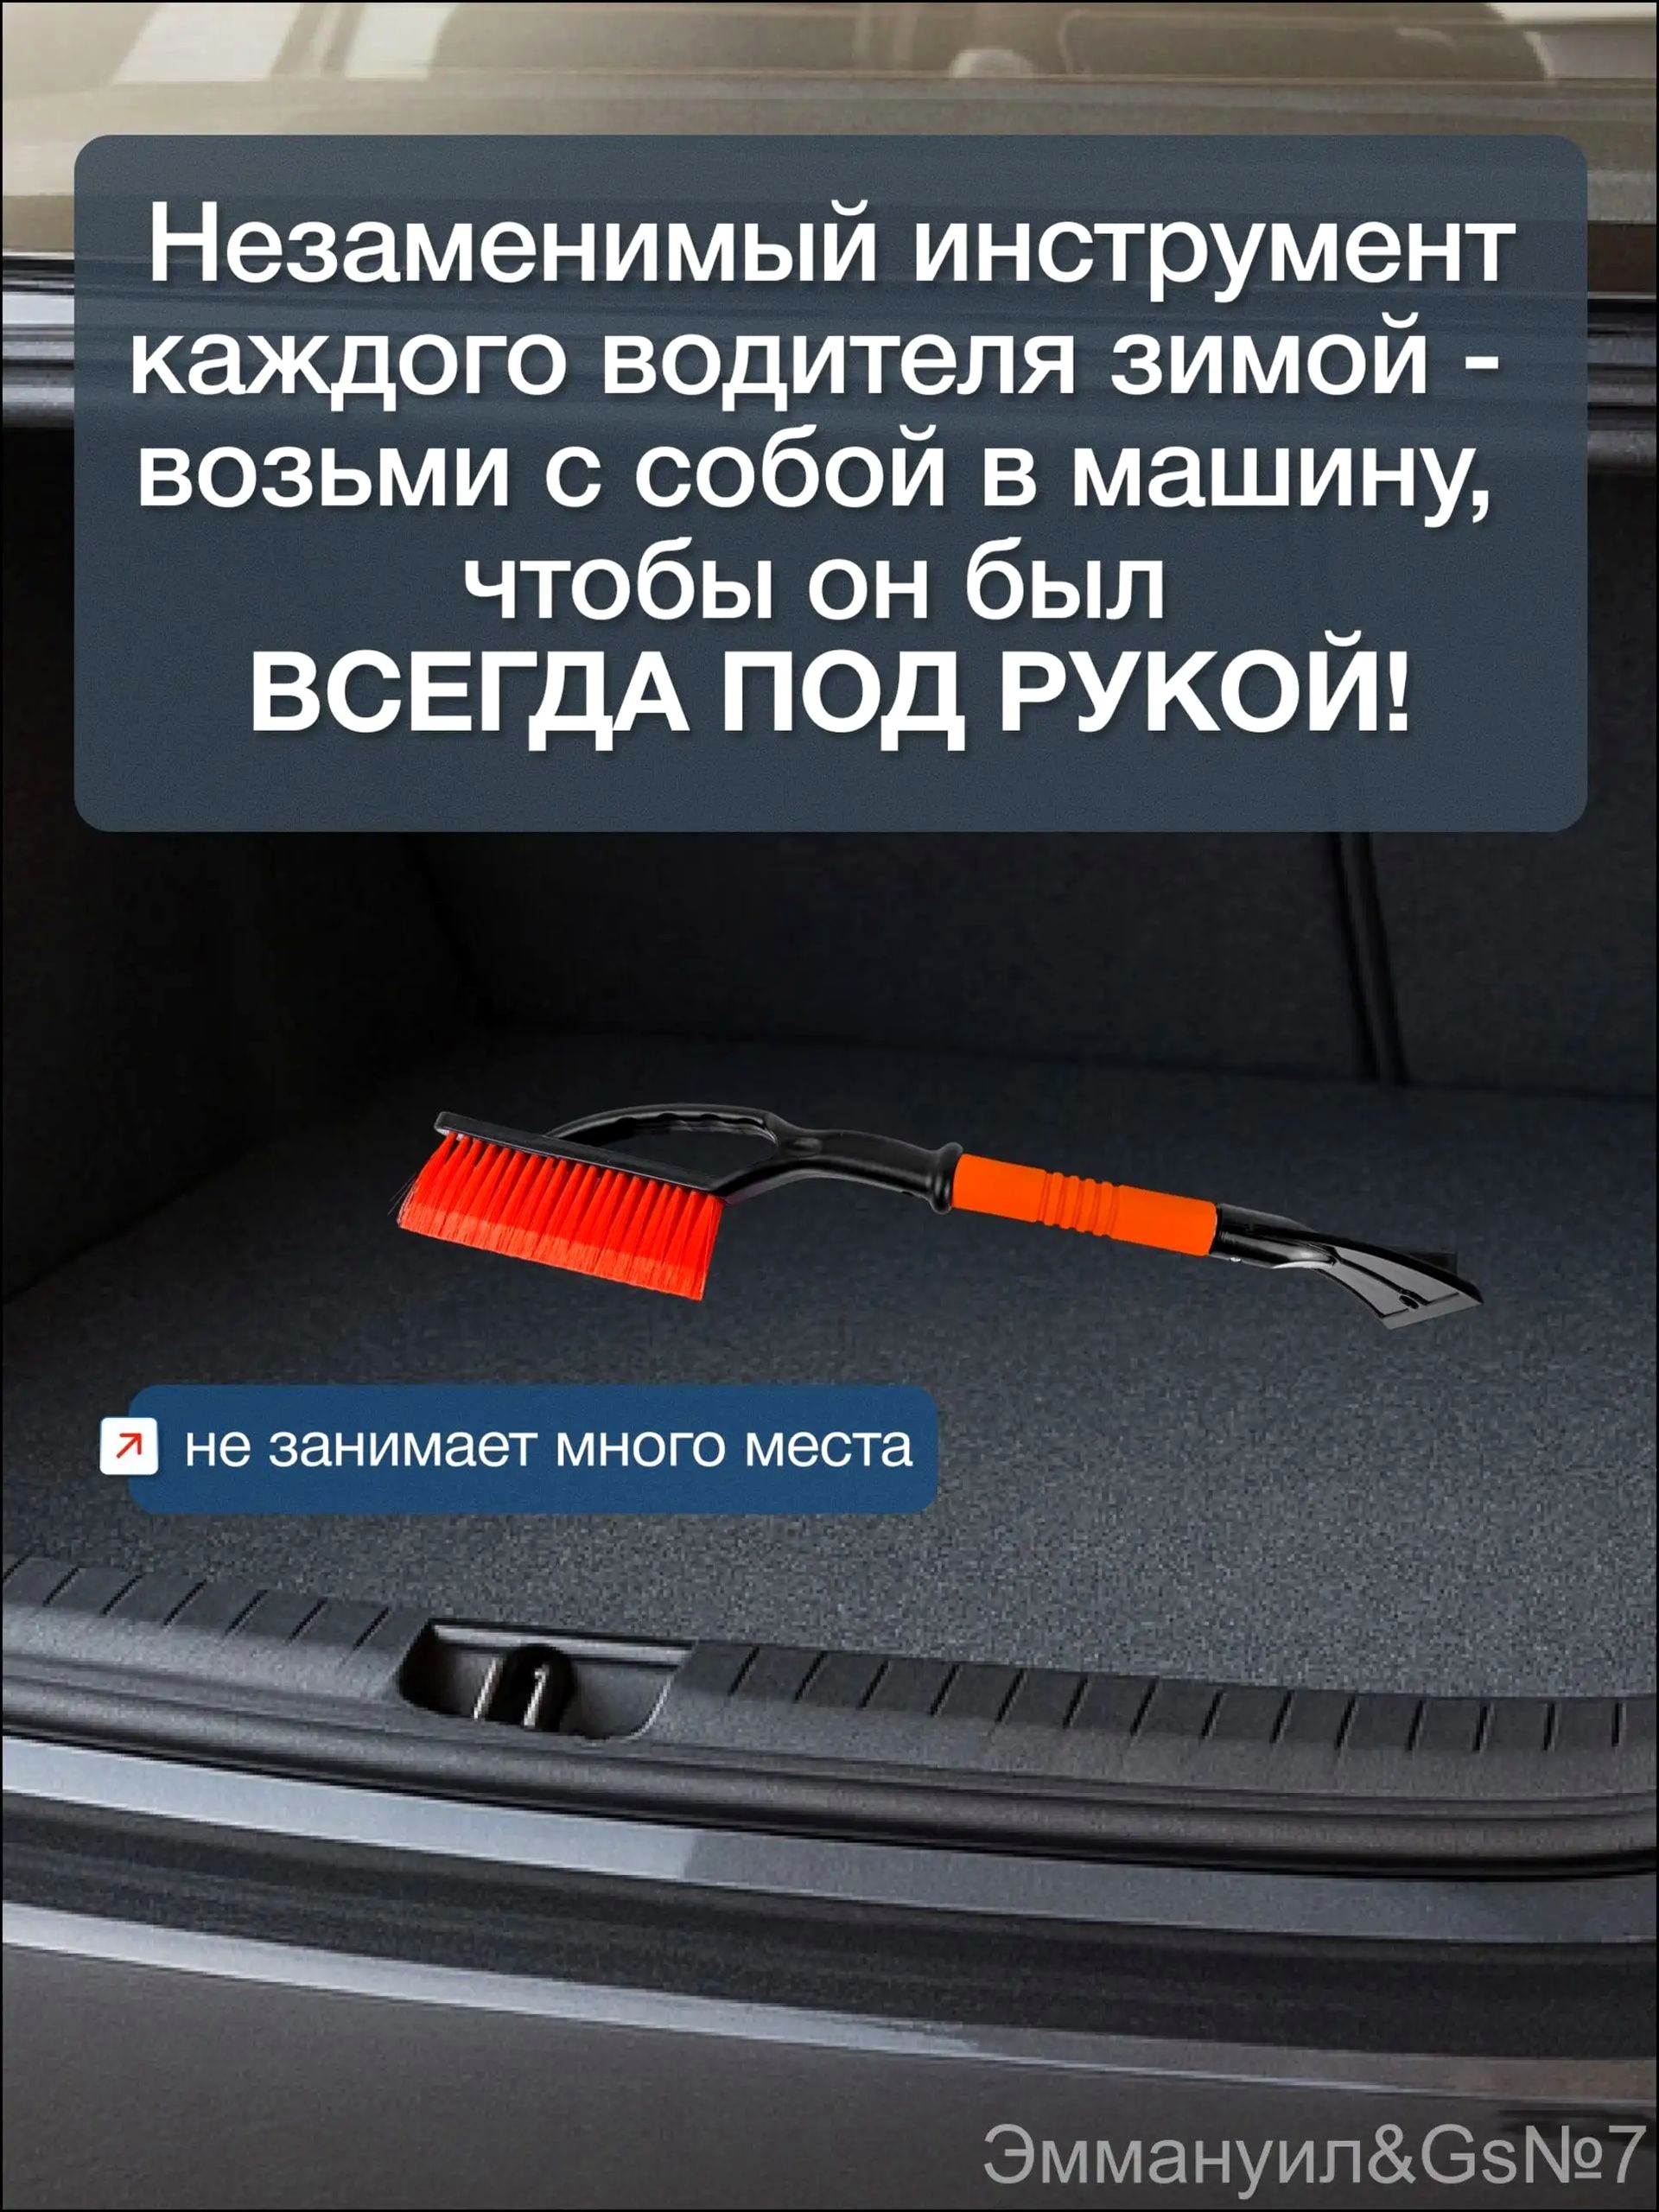 Незаменимый инструмент
каждого водителя зимой -
возьми с собой в машину,
чтобы он был
ВСЕГДА ПОД РУКОЙ!
не занимает много места
Эммануил&Gs№7